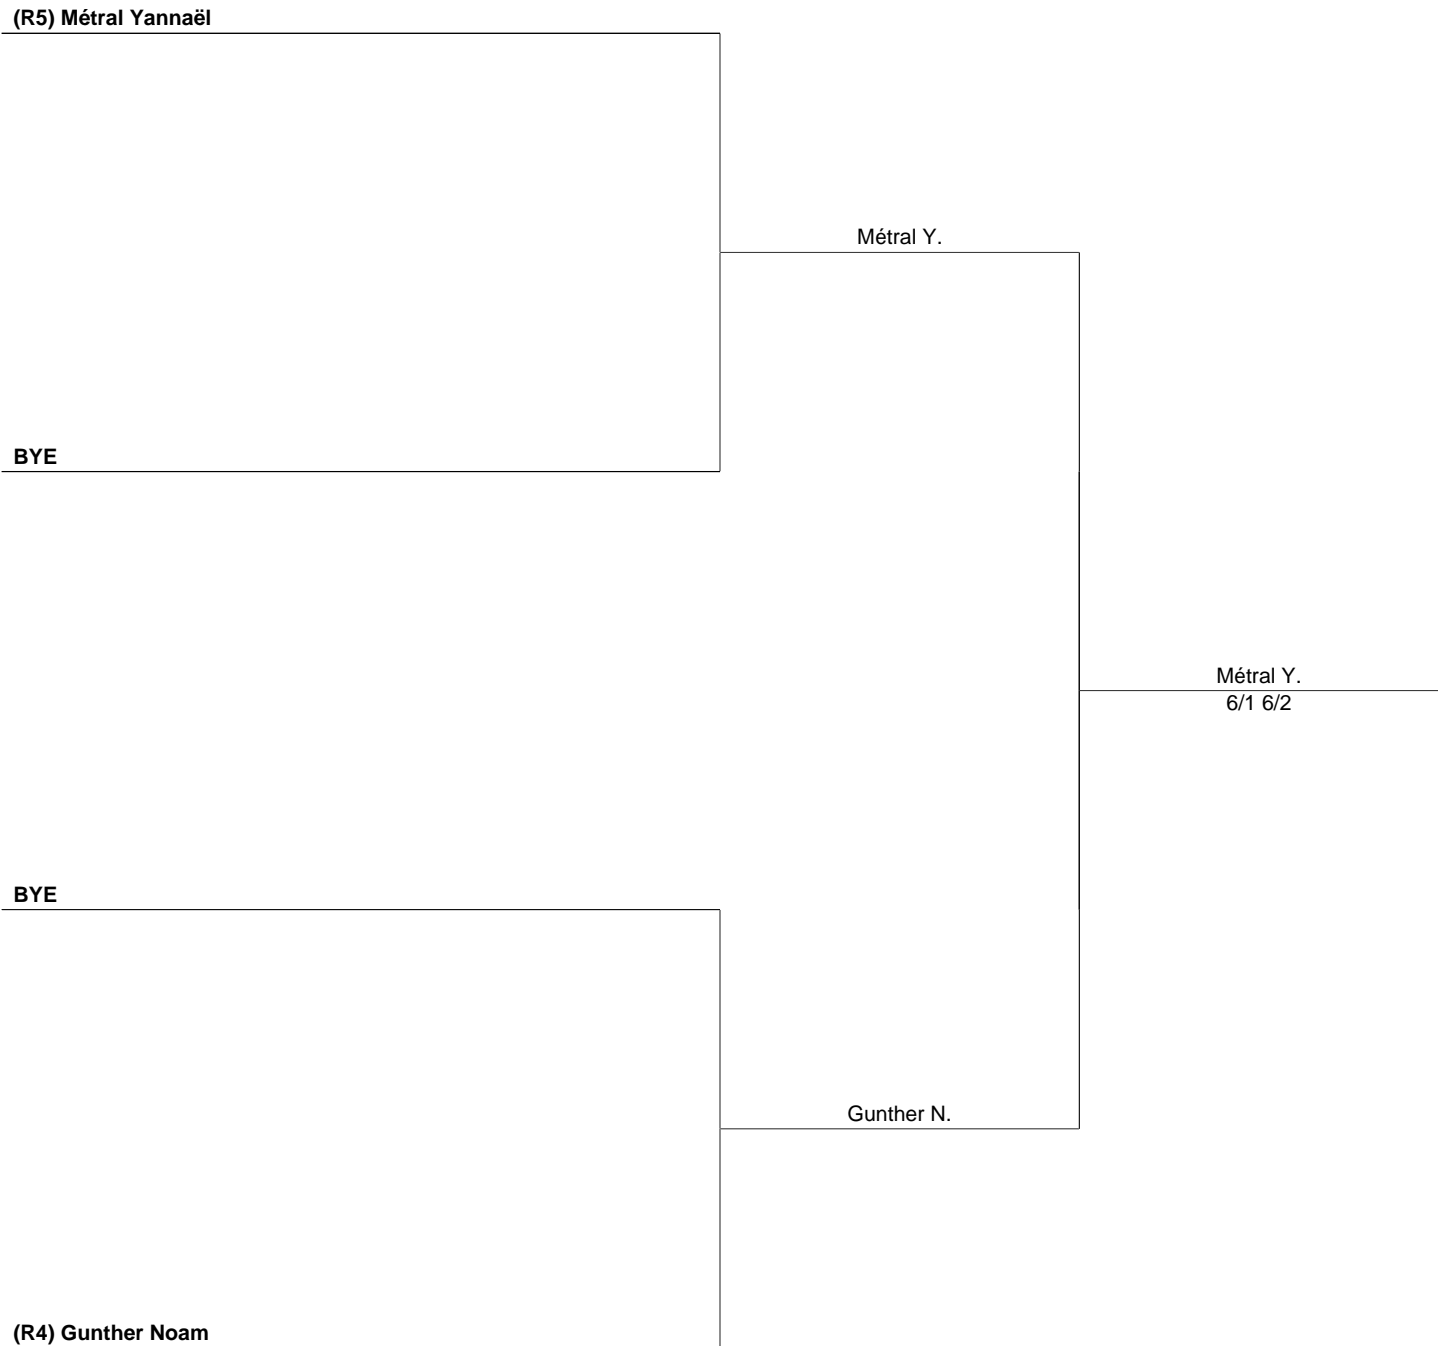 (R5) Métral Yannaël
Métral Y.
BYE
Métral Y.
6/1 6/2
BYE
Gunther N.
(R4) Gunther Noam